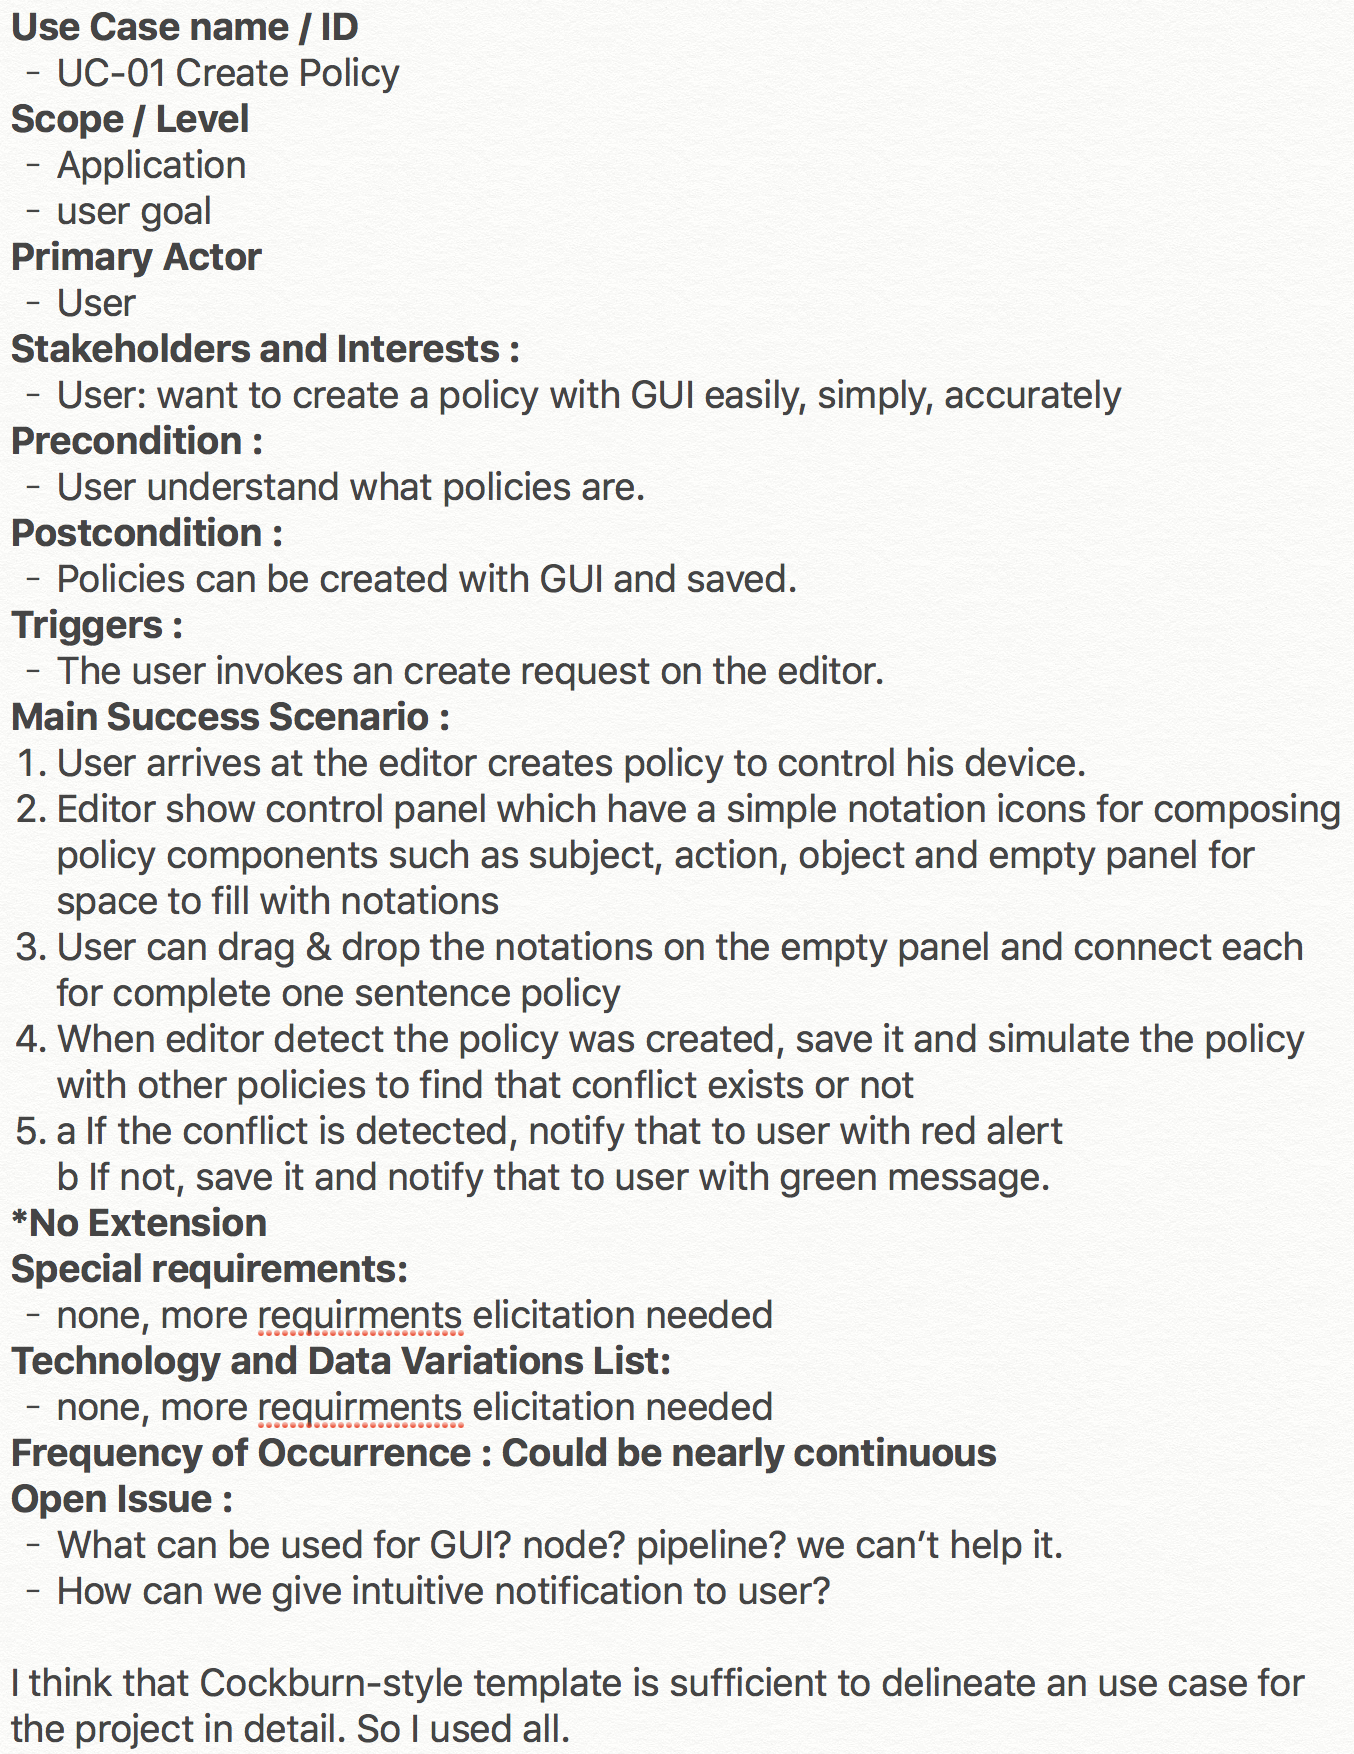 Use Case name / ID
- UC-01 Create Policy
Scope / Level
- Application
- user goal
Primary Actor
- User
Stakeholders and Interests :
- User: want to create a policy with GUI easily, simply, accurately
Precondition :
- User understand what policies are.
Postcondition :
- Policies can be created with GUI and saved.
Triggers :
- The user invokes an create request on the editor.
Main Success Scenario :
1. User arrives at the editor creates policy to control his device.
2. Editor show control panel which have a simple notation icons for composing
policy components such as subject, action, object and empty panel for
space to fill with notations
3. User can drag & drop the notations on the empty panel and connect each
for complete one sentence policy
4. When editor detect the policy was created, save it and simulate the policy
with other policies to find that conflict exists or not
5. a If the conflict is detected, notify that to user with red alert
b If not, save it and notify that to user with green message.
*No Extension
Special requirements:
- none, more requirments elicitation needed
Technology and Data Variations List:
- none, more requirments elicitation needed
Frequency of Occurrence : Could be nearly continuous
Open Issue :
- What can be used for GUI? node? pipeline? we can’t help it.
- How can we give intuitive notification to user?
I think that Cockburn-style template is sufficient to delineate an use case for
the project in detail. So I used all.